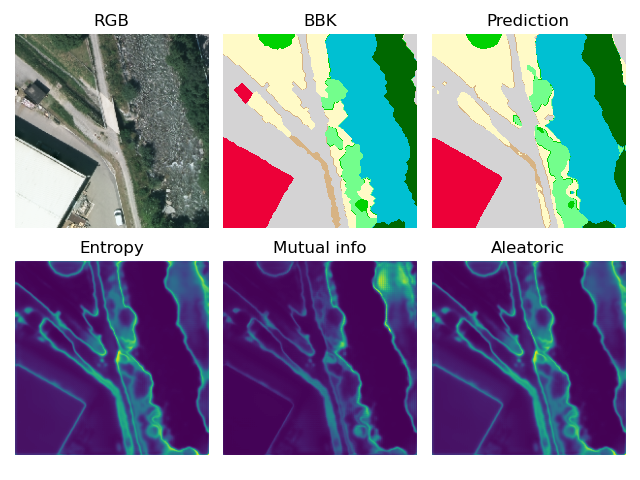 RGB
BBK
Prediction
Entropy
Mutual info
Aleatoric